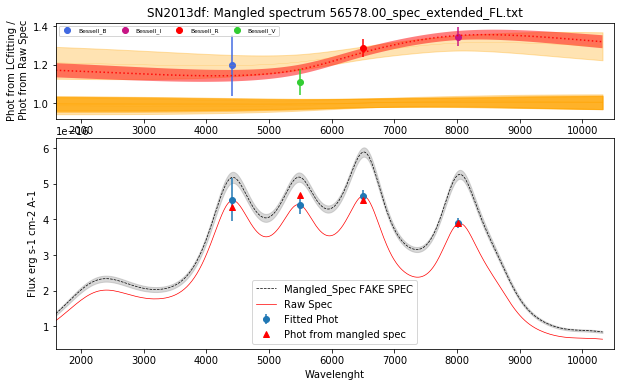 SN2013df: Mangled spectrum 56578.00_spec_extended_FL.txt
Phot from LCfitting /
Phot from Raw Spec
Bessell_B Bessell_I Bessell_R Bessell_V
1.4
1.2
1.0
2000 3000 4000 5000 6000 7000 8000 9000 10000
1e−16
Flux erg s-1 cm-2 A-1
6
5
4
3
2
1
Mangled_Spec FAKE SPEC
Raw Spec
Fitted Phot
Phot from mangled spec
2000 3000 4000 5000 6000 7000 8000 9000 10000
Wavelenght